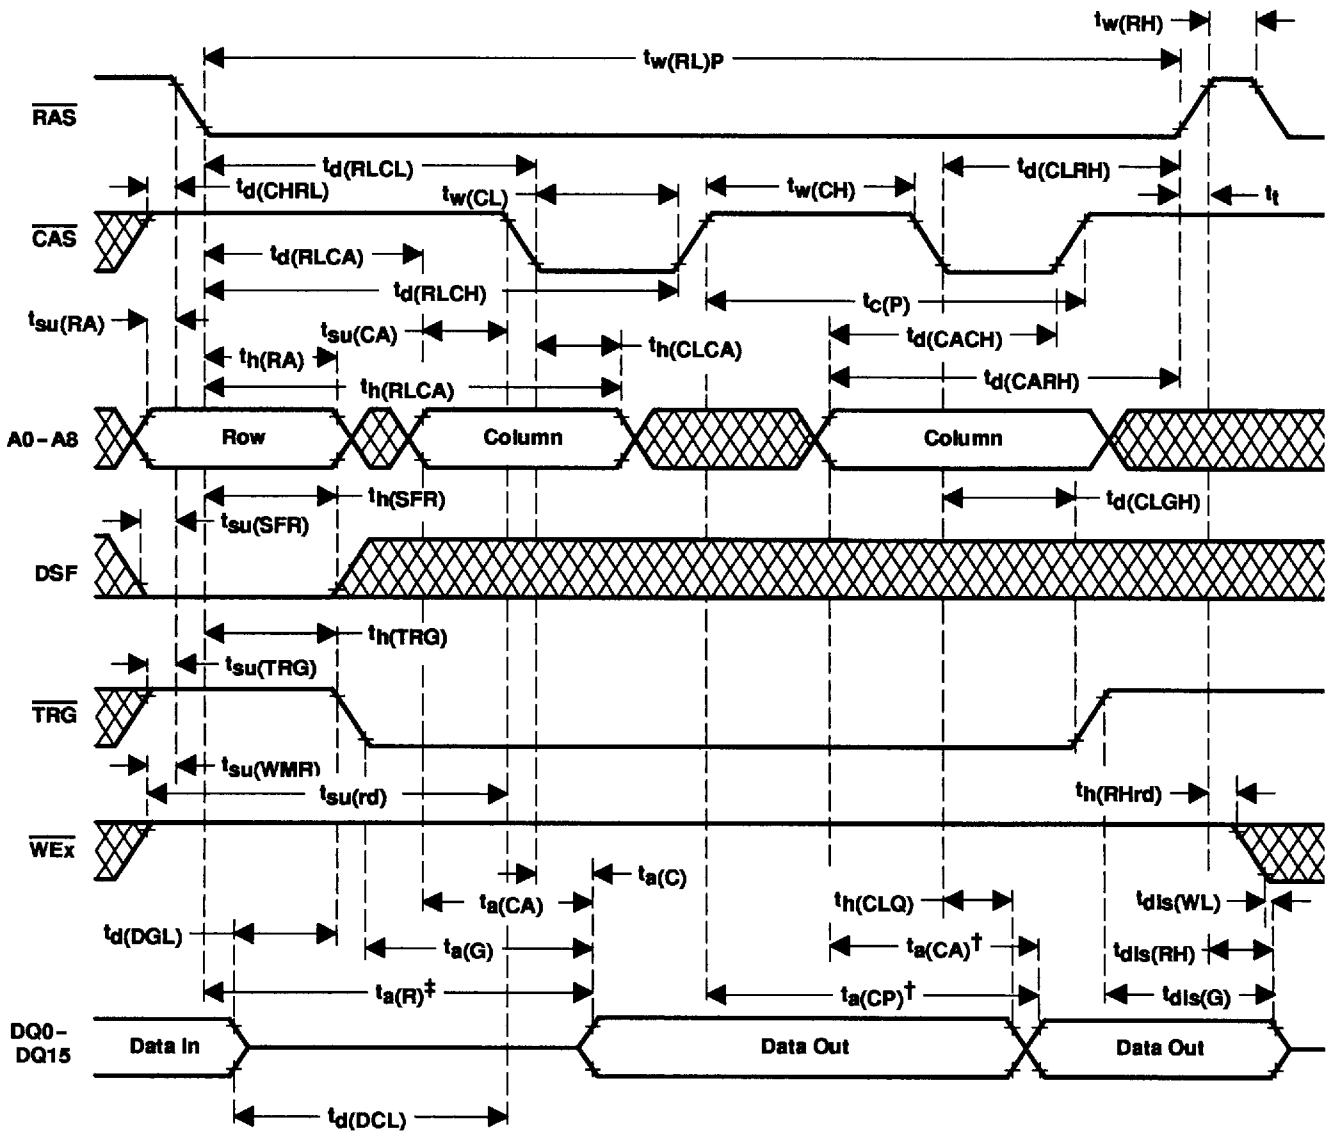 tw(RH)
tw(RL)P
RAS
td(RLCL)
td(CLRH)
td(CHRL)
tw(CL)
tw(CH)
tt
CAS
td(RLCA)
td(RLCH)
tc(P)
tsu(RA)
tsu(CA)
td(CACH)
th(RA)
th(CLCA)
th(RLCA)
td(CARH)
A0–A8
Row
Column
Column
th(SFR)
td(CLGH)
tsu(SFR)
DSF
th(TRG)
tsu(TRG)
TRG
tsu(WMR)
tsu(rd)
th(RHrd)
WEx
ta(C)
ta(CA)
th(CLQ)
tdis(WL)
td(DGL)
ta(G)
ta(CA)†
tdis(RH)
ta(R)‡
ta(CP)†
tdis(G)
DQ0–
DQ15
Data In
Data Out
Data Out
td(DCL)